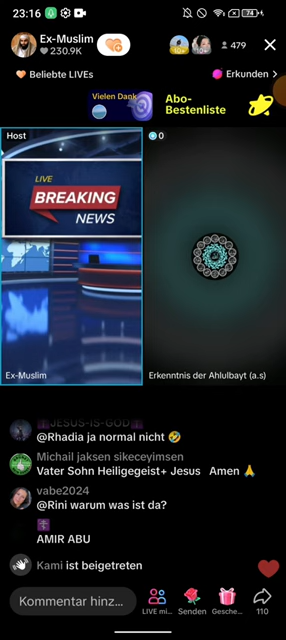 23:16
74
Ex-Muslim
230.9K
479
Beliebte LIVEs
Erkunden >
Vielen Dank
Abo-
Bestenliste
Host
0
LIVE
BREAKING
NEWS
Ex-Muslim
Erkenntnis der Ahlulbayt (a.s)
JESUS-IS-GOD
@Rhadia ja normal nicht 🤣
Michail jaksen sikeceyimsen
Vater Sohn Heiligegeist+ Jesus Amen 🙏
vabe2024
@Rini warum was ist da?
AMIR ABU
Kami ist beigetreten
Kommentar hinz...
LIVE mi...
Senden
Gesche...
110